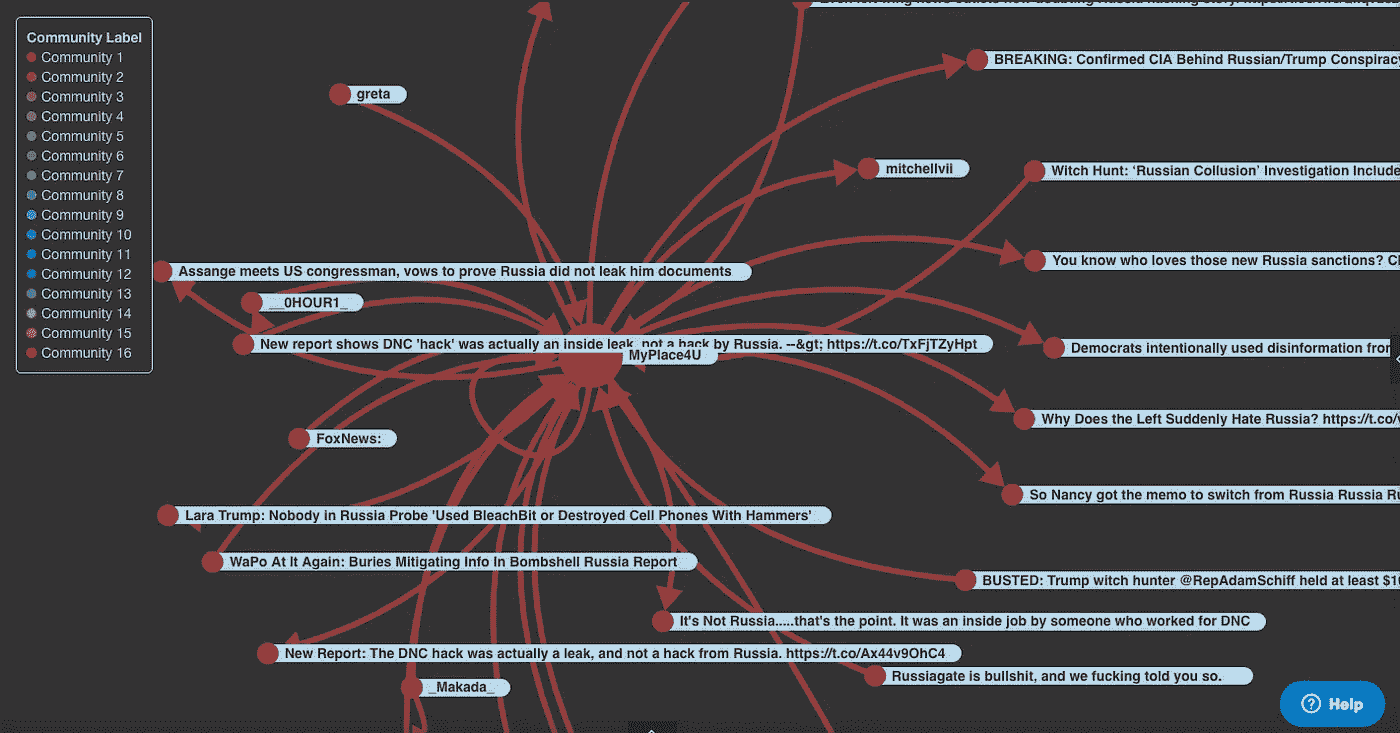 Community Label
Community 1
Community 2
Community 3
Community 4
Community 5
Community 6
Community 7
Community 8
Community 9
Community 10
Community 11
Community 12
Community 13
Community 14
Community 15
Community 16
BREAKING: Confirmed CIA Behind Russian/Trump Conspiracy
greta
mitchellvii
Witch Hunt: ‘Russian Collusion’ Investigation Include
You know who loves those new Russia sanctions?
Assange meets US congressman, vows to prove Russia did not leak him documents
__0HOUR1_
New report shows DNC 'hack' was actually an inside leak, not a hack by Russia. --&gt; https://t.co/TxFjTZyHpt
MyPlace4U
Democrats intentionally used disinformation from
Why Does the Left Suddenly Hate Russia? https://t.co/
FoxNews:
So Nancy got the memo to switch from Russia Russia Ru
Lara Trump: Nobody in Russia Probe 'Used BleachBit or Destroyed Cell Phones With Hammers'
WaPo At It Again: Buries Mitigating Info In Bombshell Russia Report
BUSTED: Trump witch hunter @RepAdamSchiff held at least
It's Not Russia.....that's the point. It was an inside job by someone who worked for DNC
New Report: The DNC hack was actually a leak, and not a hack from Russia. https://t.co/Ax44v9OhC4
Russiagate is bullshit, and we fucking told you so.
_Makada_
Help